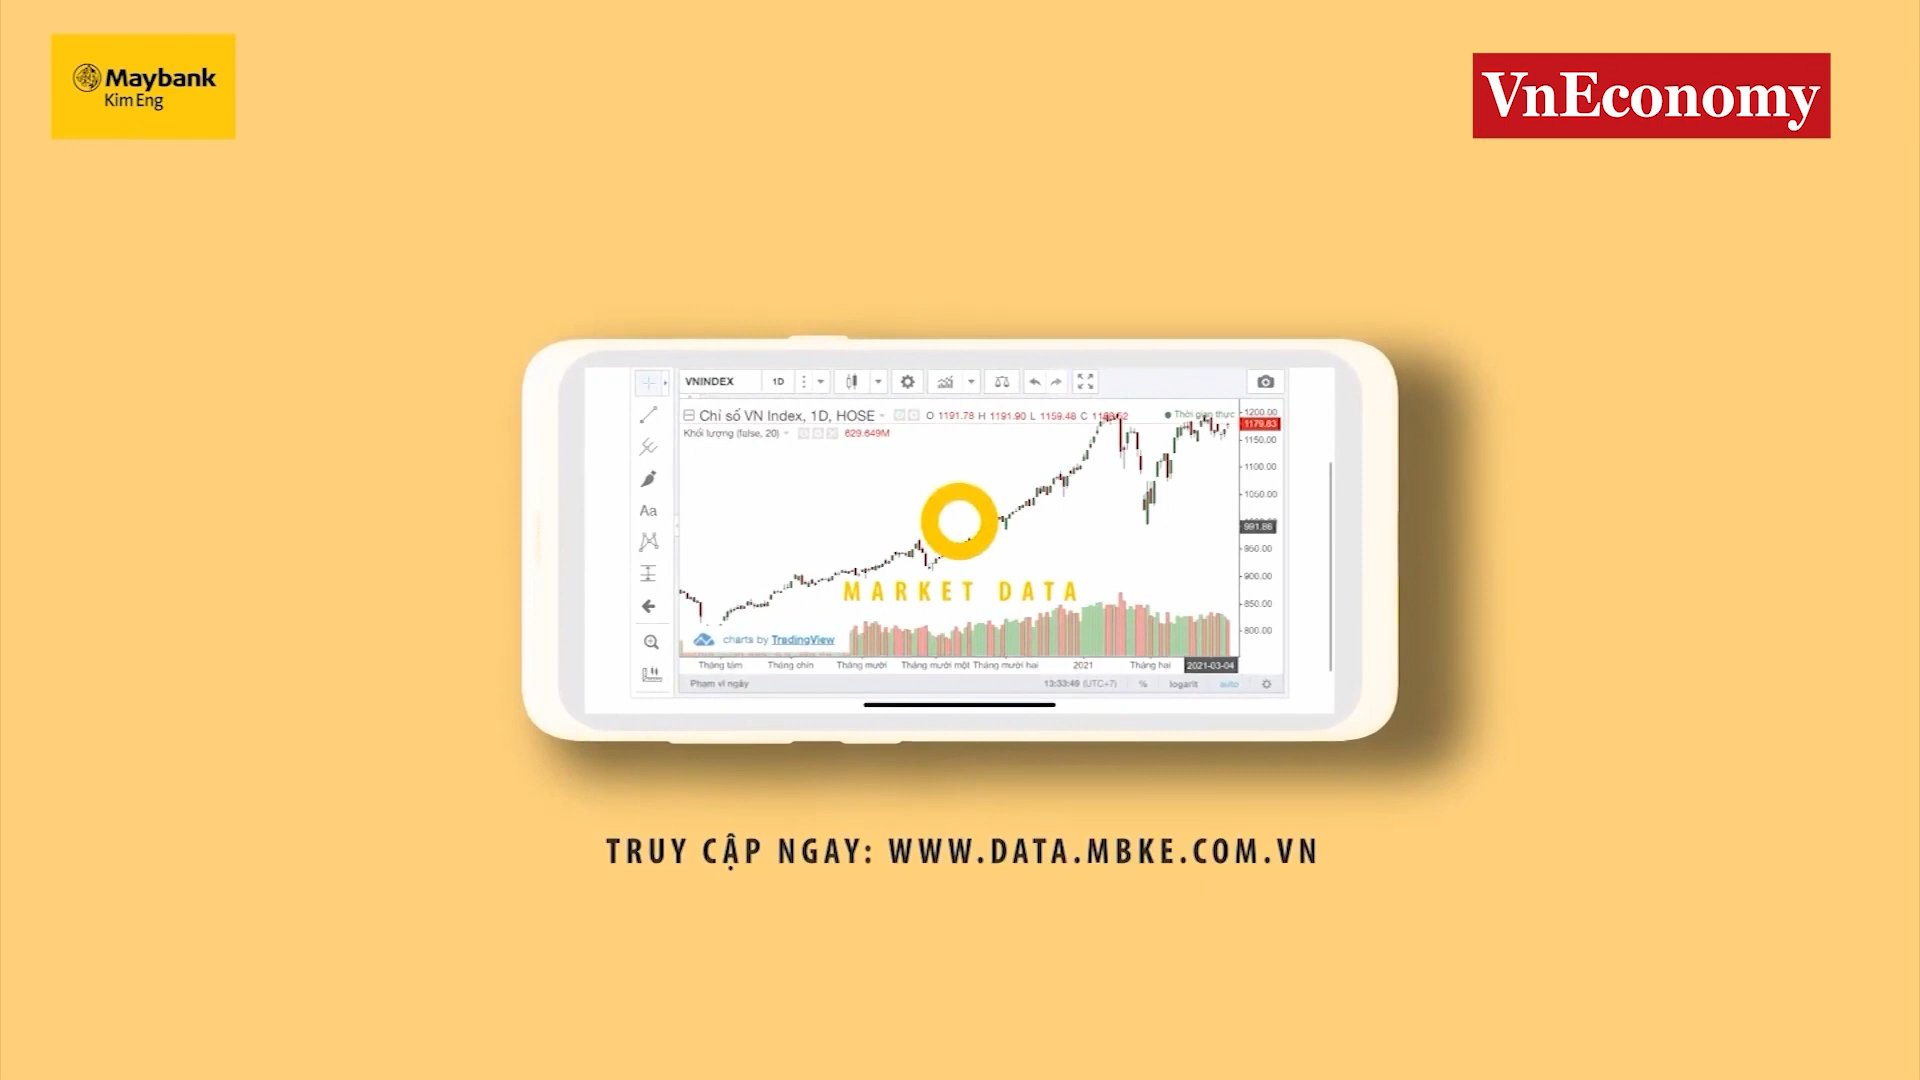 Maybank
Kim Eng
VnEconomy
VNINDEX 1D
Chỉ số VN Index, 1D, HOSE O 1191.78 H 1191.90 L 1159.48 C
Thời gian thực
Khối lượng (false, 20) 629.649M
1200.00
1179.83
1150.00
1100.00
1050.00
991.86
950.00
900.00
850.00
800.00
Aa
MARKET DATA
charts by TradingView
Tháng tám Tháng chín Tháng mười Tháng mười một Tháng mười hai 2021 Tháng hai 2021-03-04
Phạm vi ngày 13:33:49 (UTC+7) % logarit auto
TRUY CẬP NGAY: WWW.DATA.MBKE.COM.VN